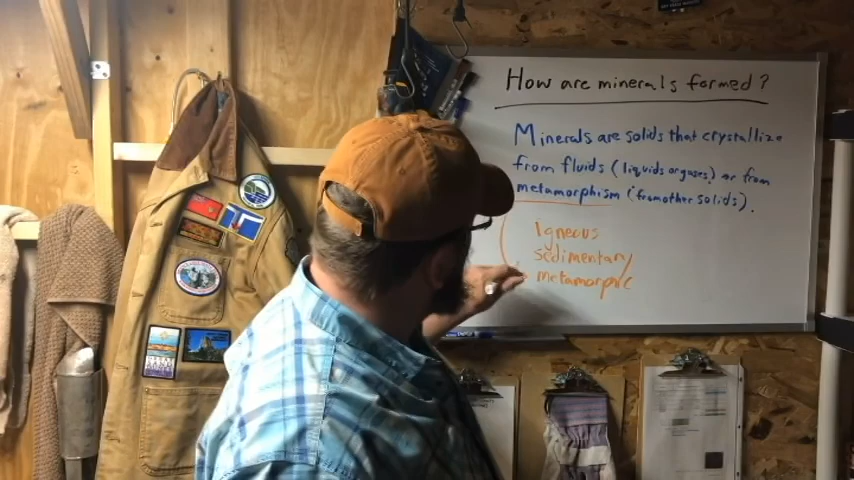 How are minerals formed?
Minerals are solids that crystallize
from fluids (liquids or gases) or from
metamorphism (from other solids).
igneous
sedimentary
metamorphic